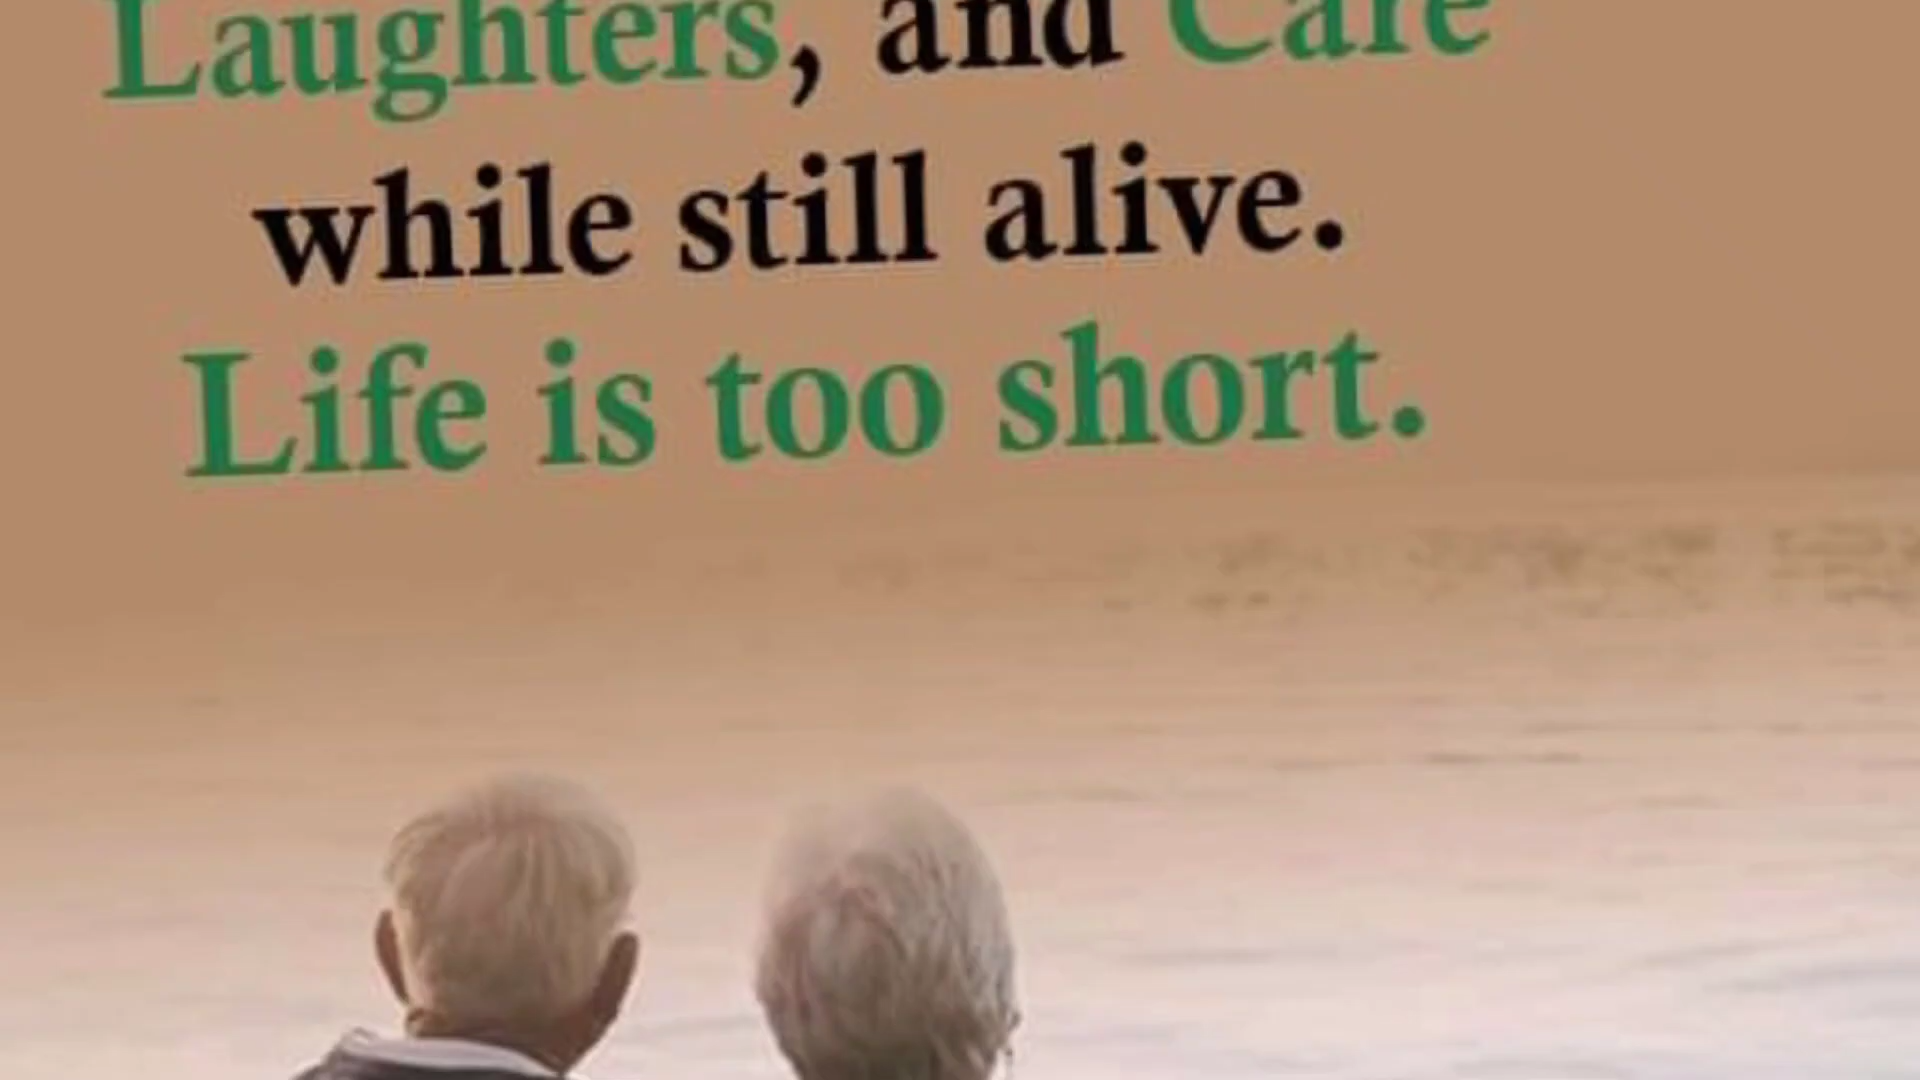 Laughters, and Care
while still alive.
Life is too short.